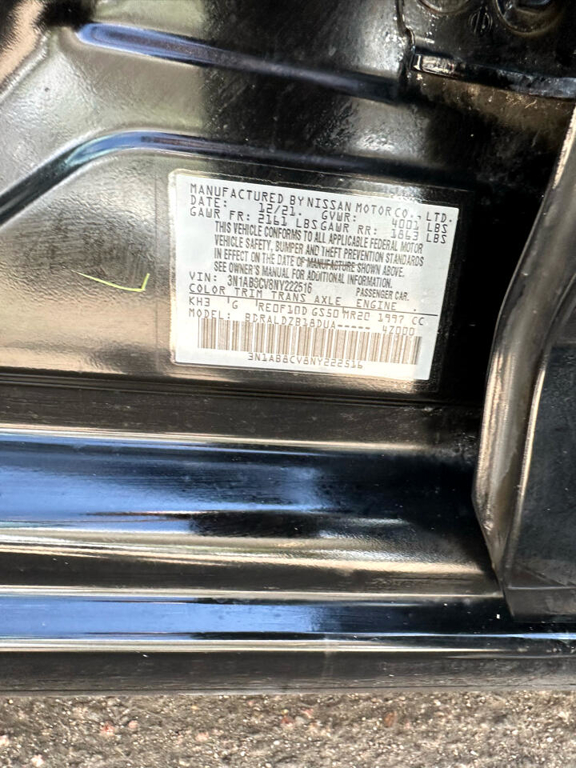 MANUFACTURED BY NISSAN MOTOR CO., LTD.
DATE: 12/21. GVWR: 4001 LBS
GAWR FR: 2161 LBS GAWR RR: 1863 LBS
THIS VEHICLE CONFORMS TO ALL APPLICABLE FEDERAL MOTOR
VEHICLE SAFETY, BUMPER AND THEFT PREVENTION STANDARDS
IN EFFECT ON THE DATE OF MANUFACTURE SHOWN ABOVE.
SEE OWNER'S MANUAL FOR ADDITIONAL INFORMATION.
VIN: 3N1AB8CV8NY222516 PASSENGER CAR
COLOR TRIM TRANS AXLE ENGINE
KH3 G RE0F10D GS50 MR20 1997 CC
MODEL: BDRALDZB18DUA----- 47000
3N1AB8CV8NY222516